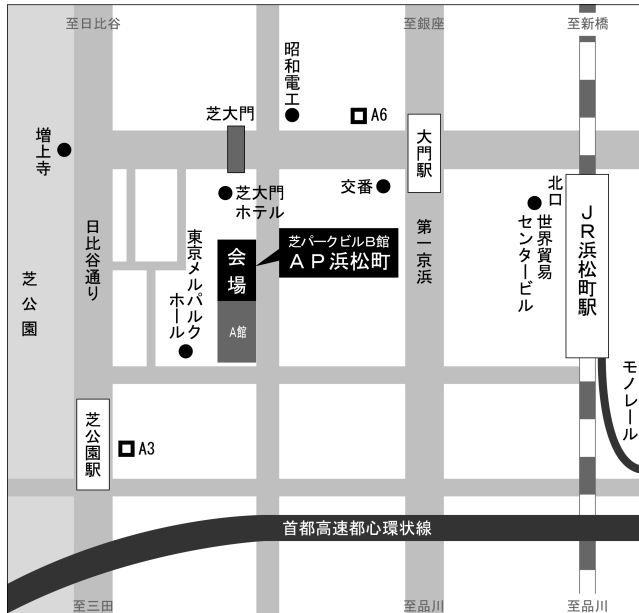 至日比谷
至銀座
至新橋
昭和電工
A6
芝大門
大門駅
増上寺
交番
芝大門
ホテル
北口
世界貿易
センタービル
JR浜松町駅
日比谷通り
東京メルパルク
ホール
会場
芝パークビルB館
AP浜松町
第一京浜
芝公園
A館
モノレール
芝公園駅
A3
首都高速都心環状線
至三田
至品川
至品川